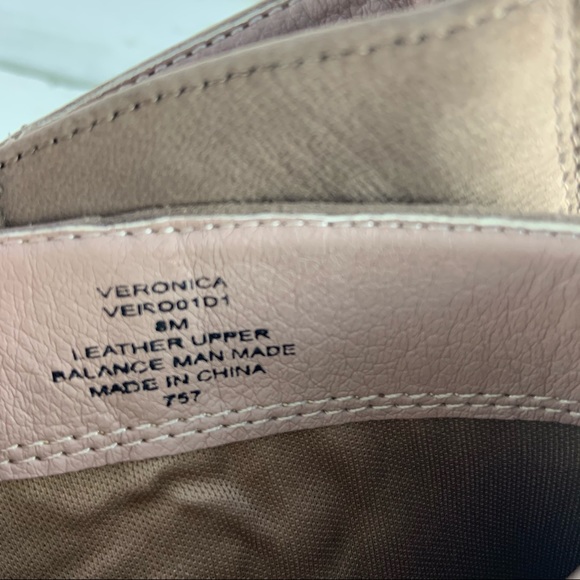 VERONICA
VERO01D1
8M
LEATHER UPPER
BALANCE MAN MADE
MADE IN CHINA
757